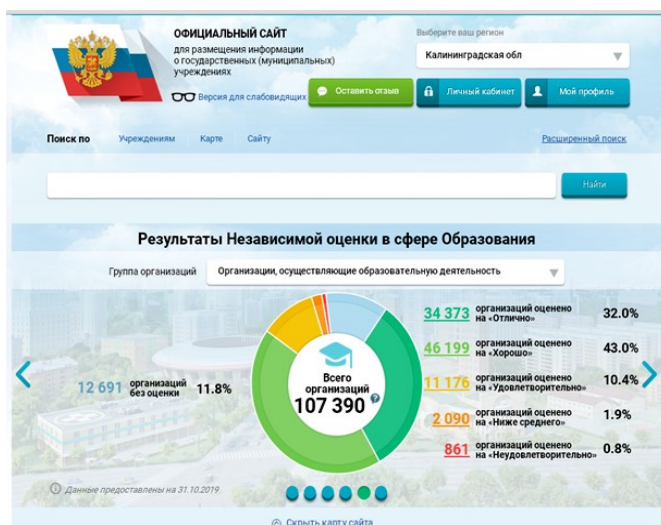 ОФИЦИАЛЬНЫЙ САЙТ
для размещения информации
о государственных (муниципальных)
учреждениях
Версия для слабовидящих
Выберите ваш регион
Калининградская обл
Оставить отзыв
Личный кабинет
Мой профиль
Поиск по Учреждениям Карте Сайту Расширенный поиск
Найти
Результаты Независимой оценки в сфере Образования
Группа организаций Организации, осуществляющие образовательную деятельность
12 691 организаций без оценки 11.8%
Всего
организаций
107 390 ?
34 373 организаций оценено на «Отлично» 32.0%
46 199 организаций оценено на «Хорошо» 43.0%
11 176 организаций оценено на «Удовлетворительно» 10.4%
2 090 организаций оценено на «Ниже среднего» 1.9%
861 организаций оценено на «Неудовлетворительно» 0.8%
Данные предоставлены на 31.10.2019
Скрыть карту сайта